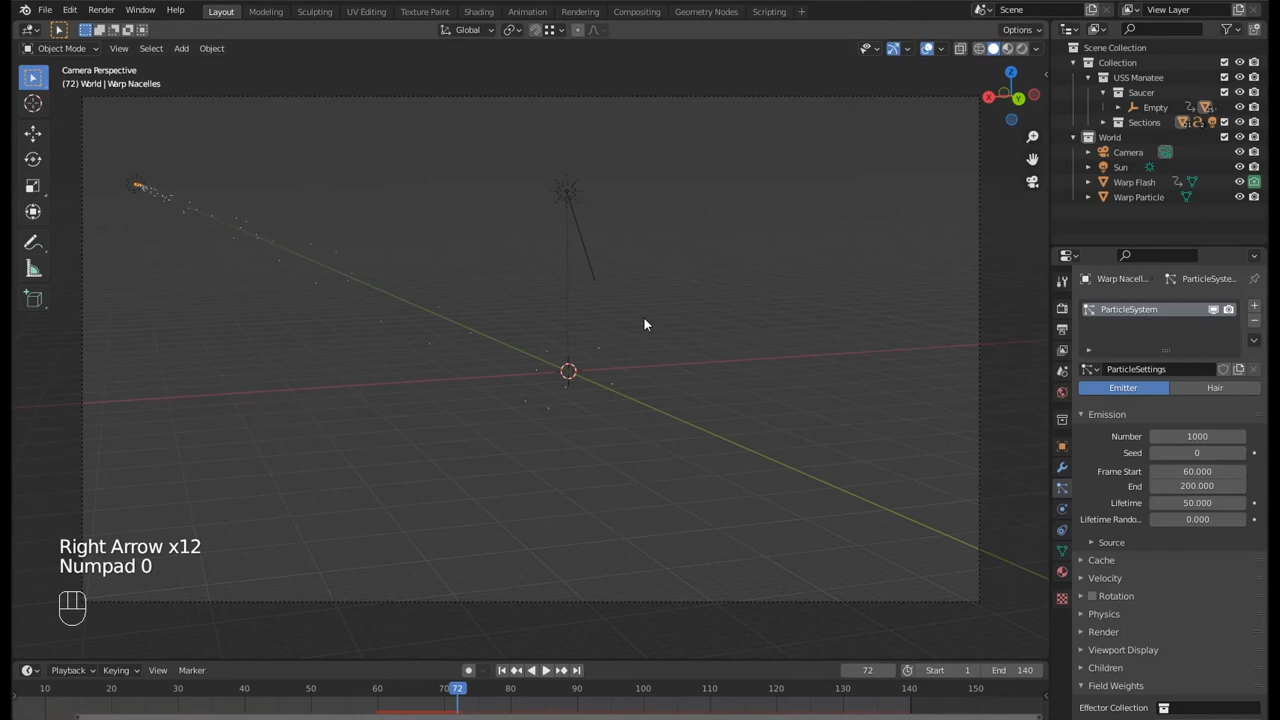 File Edit Render Window Help Layout Modeling Sculpting UV Editing Texture Paint Shading Animation Rendering Compositing Geometry Nodes Scripting + Scene View Layer
Global Options
Object Mode View Select Add Object
Camera Perspective
(72) World | Warp Nacelles
Z
X
Y
Scene Collection
Collection
USS Manatee
Saucer
Empty
Sections
World
Camera
Sun
Warp Flash
Warp Particle
Warp Nacell... ParticleSyste...
ParticleSystem
ParticleSettings
Emitter Hair
Emission
Number 1000
Seed 0
Frame Start 60.000
End 200.000
Lifetime 50.000
Lifetime Rando... 0.000
Source
Cache
Velocity
Rotation
Physics
Render
Viewport Display
Children
Field Weights
Effector Collection
Right Arrow x12
Numpad 0
Playback Keying View Marker 72 Start 1 End 140
10 20 30 40 50 60 70 72 80 90 100 110 120 130 140 150